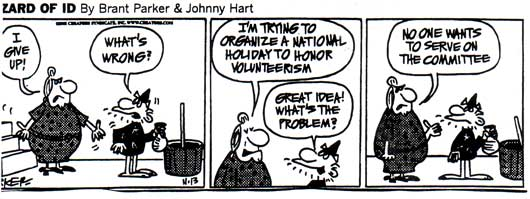 ZARD OF ID By Brant Parker & Johnny Hart
CREATORS SYNDICATE, INC. WWW.CREATORS.COM
I
GIVE
UP!
WHAT'S
WRONG?
11·13
I'M TRYING TO
ORGANIZE A NATIONAL
HOLIDAY TO HONOR
VOLUNTEERISM
GREAT IDEA!
WHAT'S THE
PROBLEM?
NO ONE WANTS
TO SERVE ON
THE COMMITTEE